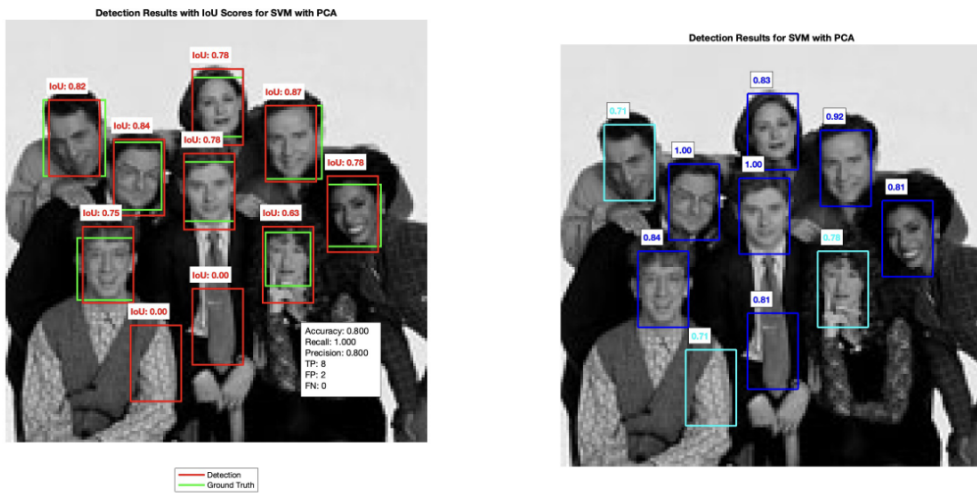 Detection Results with IoU Scores for SVM with PCA
IoU: 0.78
IoU: 0.82
IoU: 0.87
IoU: 0.84
IoU: 0.78
IoU: 0.78
IoU: 0.75
IoU: 0.63
IoU: 0.00
IoU: 0.00
Accuracy: 0.800
Recall: 1.000
Precision: 0.800
TP: 8
FP: 2
FN: 0
Detection
Ground Truth
Detection Results for SVM with PCA
0.83
0.71
0.92
1.00
1.00
0.81
0.84
0.78
0.81
0.71